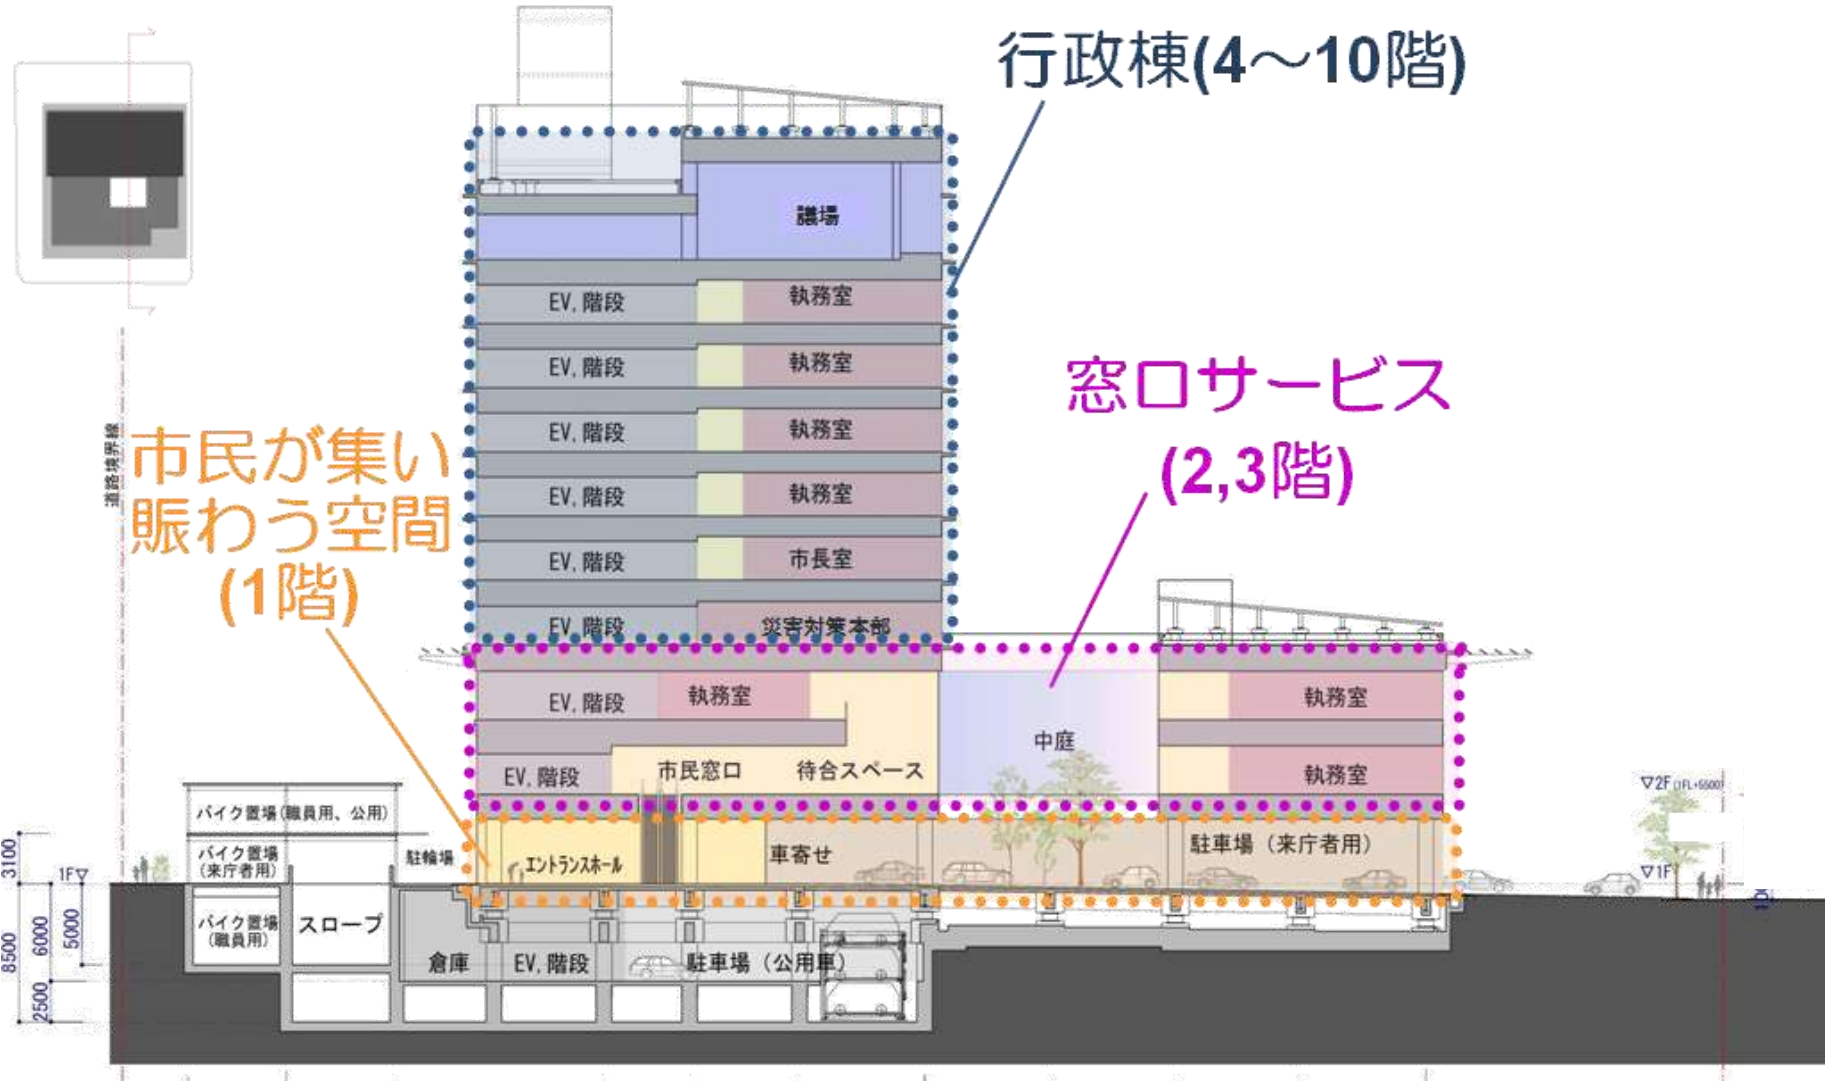 行政棟(4～10階)
議場
EV, 階段
執務室
EV, 階段
執務室
EV, 階段
執務室
EV, 階段
執務室
EV, 階段
市長室
EV, 階段
災害対策本部
窓口サービス
(2,3階)
市民が集い
賑わう空間
(1階)
道路境界線
EV, 階段
執務室
中庭
執務室
EV, 階段
市民窓口
待合スペース
執務室
バイク置場(職員用、公用)
バイク置場
(来庁者用)
駐輪場
エントランスホール
車寄せ
駐車場（来庁者用）
▽2F (1FL+5500)
▽1F
1F▽
3100
バイク置場
(職員用)
スロープ
倉庫
EV, 階段
駐車場（公用車）
8500
6000
5000
2500